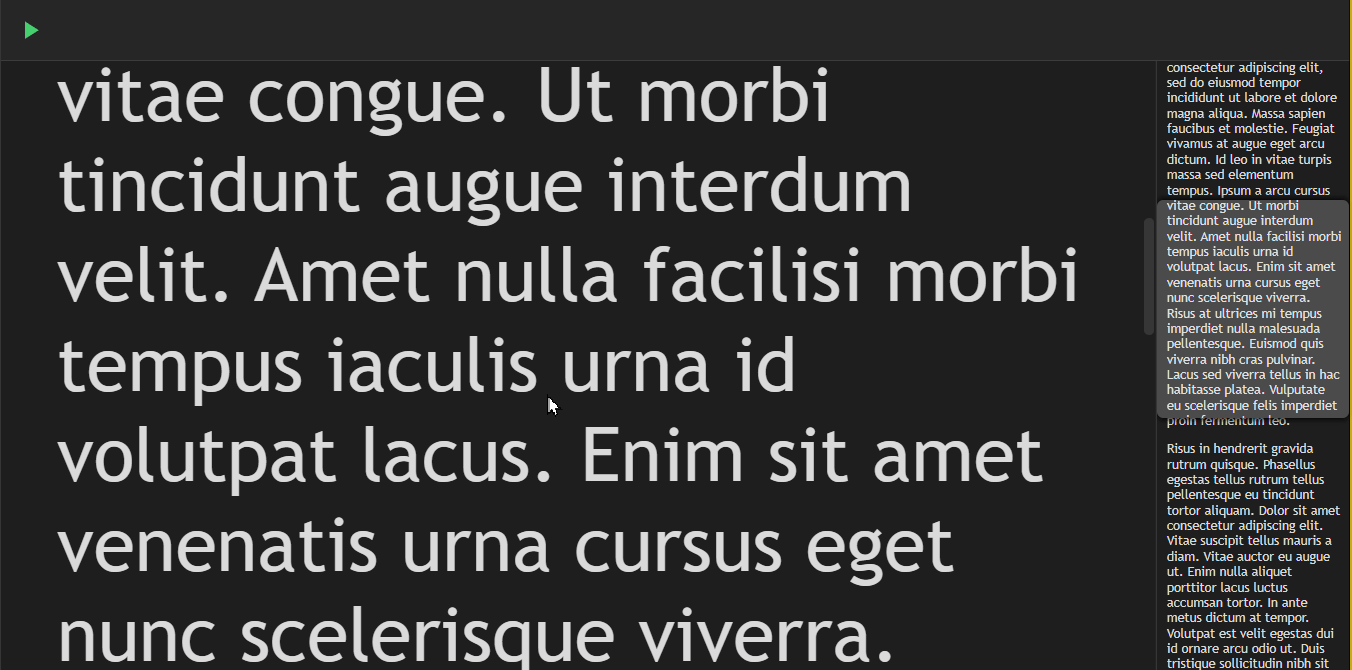 vitae congue. Ut morbi
tincidunt augue interdum
velit. Amet nulla facilisi morbi
tempus iaculis urna id
volutpat lacus. Enim sit amet
venenatis urna cursus eget
nunc scelerisque viverra.
consectetur adipiscing elit,
sed do eiusmod tempor
incididunt ut labore et dolore
magna aliqua. Massa sapien
faucibus et molestie. Feugiat
vivamus at augue eget arcu
dictum. Id leo in vitae turpis
massa sed elementum
tempus. Ipsum a arcu cursus
vitae congue. Ut morbi
tincidunt augue interdum
velit. Amet nulla facilisi morbi
tempus iaculis urna id
volutpat lacus. Enim sit amet
venenatis urna cursus eget
nunc scelerisque viverra.
Risus at ultrices mi tempus
imperdiet nulla malesuada
pellentesque. Euismod quis
viverra nibh cras pulvinar.
Lacus sed viverra tellus in hac
habitasse platea. Vulputate
eu scelerisque felis imperdiet
proin fermentum leo.
Risus in hendrerit gravida
rutrum quisque. Phasellus
egestas tellus rutrum tellus
pellentesque eu tincidunt
tortor aliquam. Dolor sit amet
consectetur adipiscing elit.
Vitae suscipit tellus mauris a
diam. Vitae auctor eu augue
ut. Enim nulla aliquet
porttitor lacus luctus
accumsan tortor. In ante
metus dictum at tempor.
Volutpat est velit egestas dui
id ornare arcu odio ut. Duis
tristique sollicitudin nibh sit